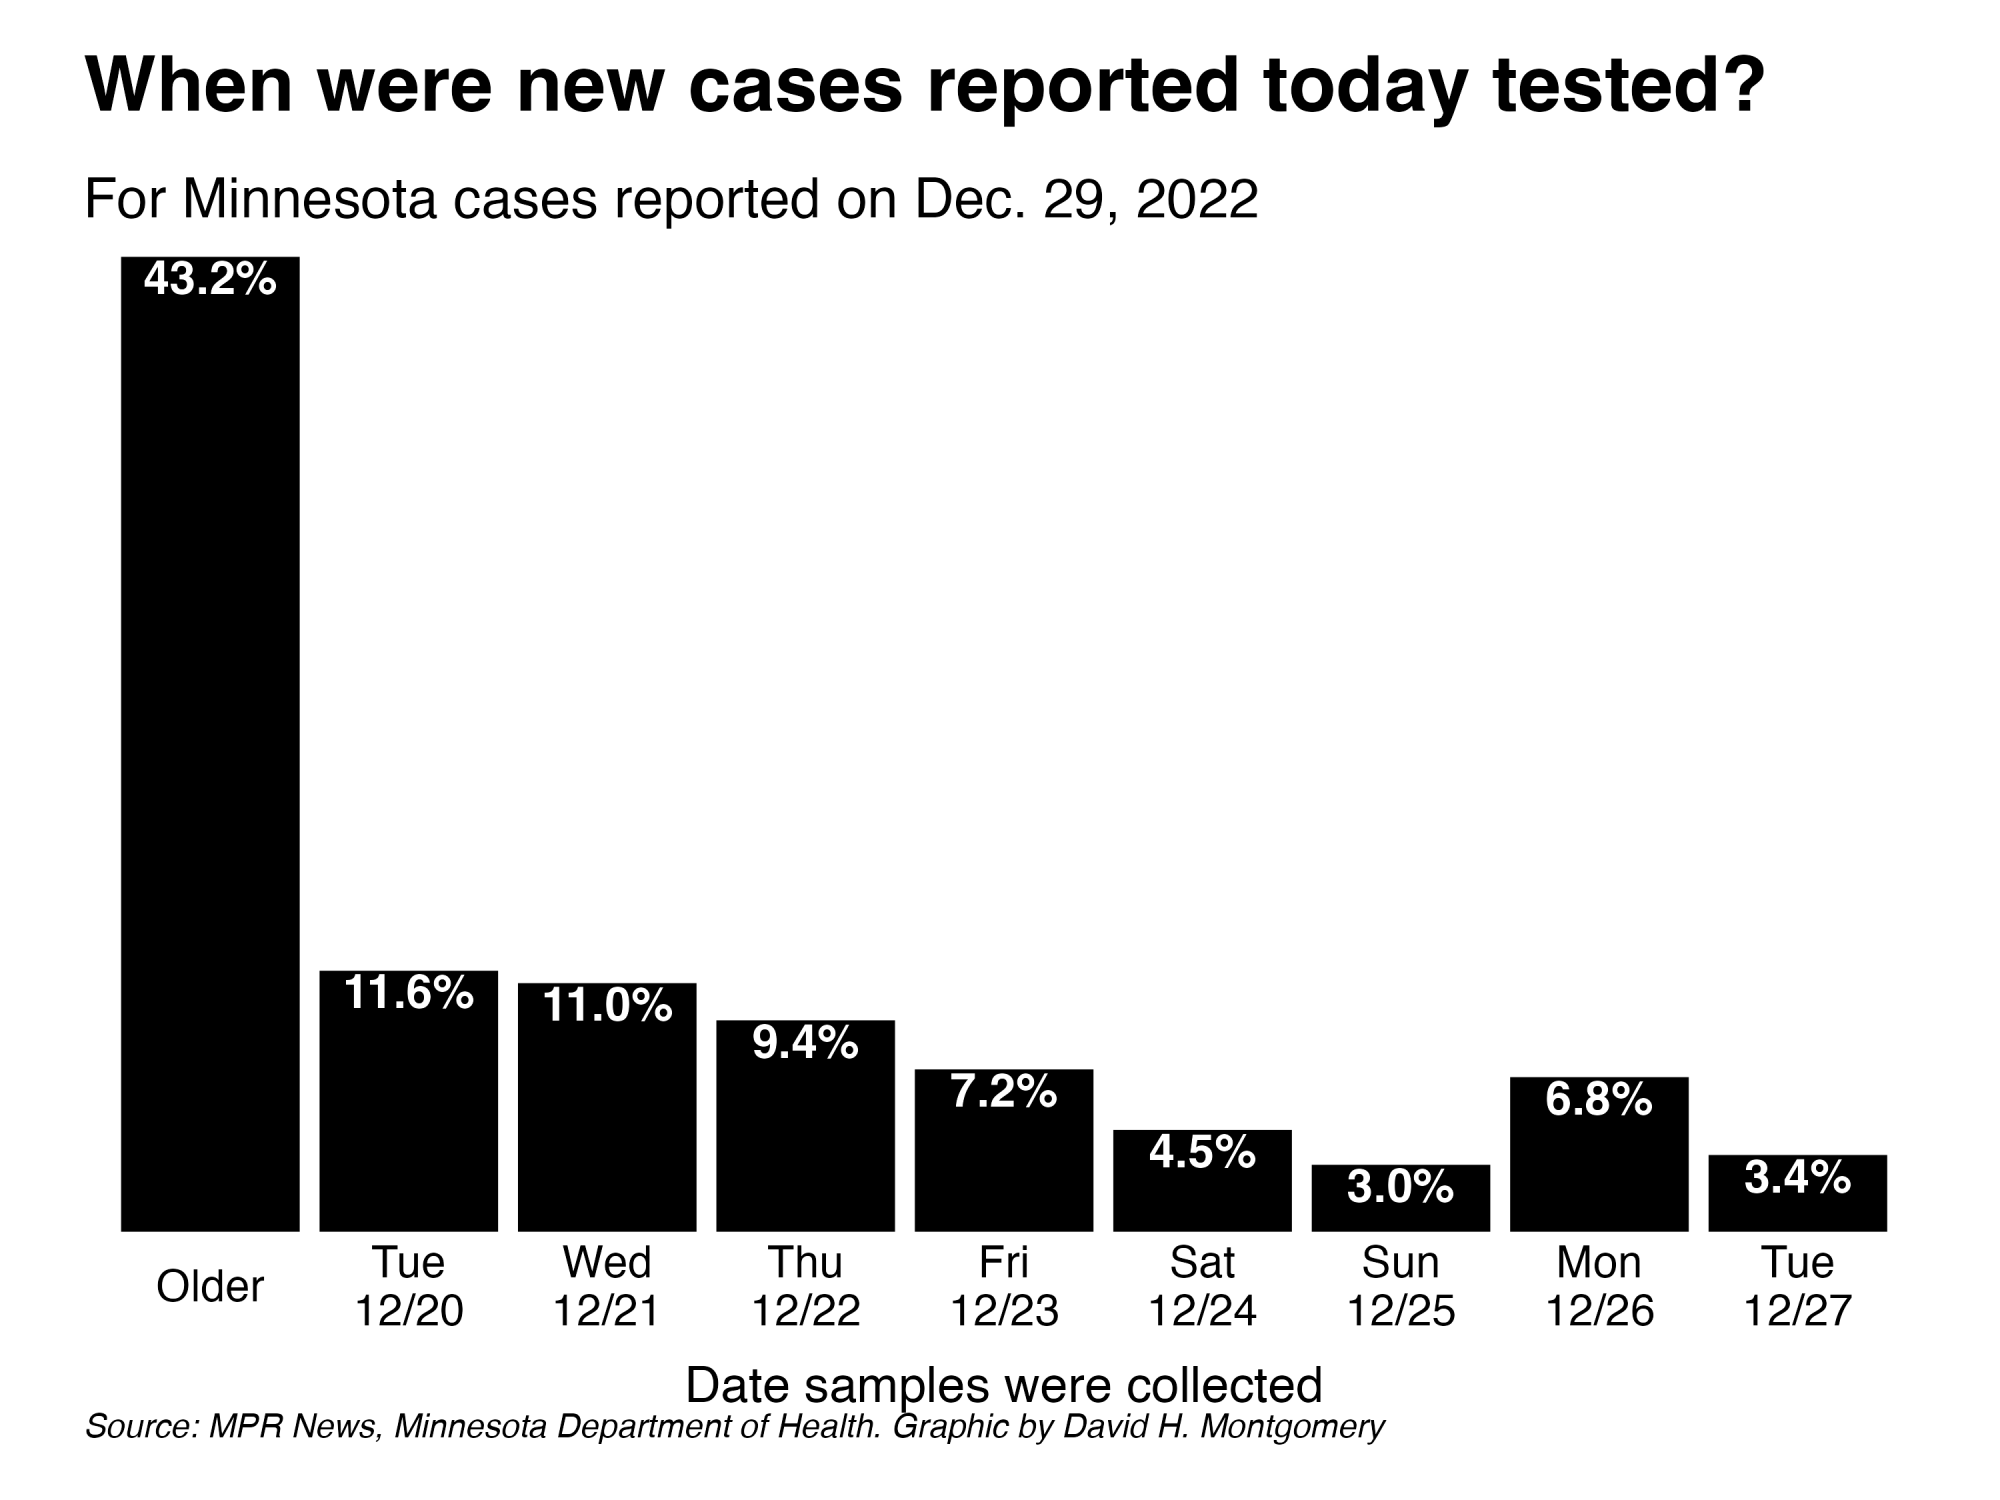 When were new cases reported today tested?
For Minnesota cases reported on Dec. 29, 2022
43.2%
11.6%
11.0%
9.4%
7.2%
4.5%
3.0%
6.8%
3.4%
Older
Tue
12/20
Wed
12/21
Thu
12/22
Fri
12/23
Sat
12/24
Sun
12/25
Mon
12/26
Tue
12/27
Date samples were collected
Source: MPR News, Minnesota Department of Health. Graphic by David H. Montgomery